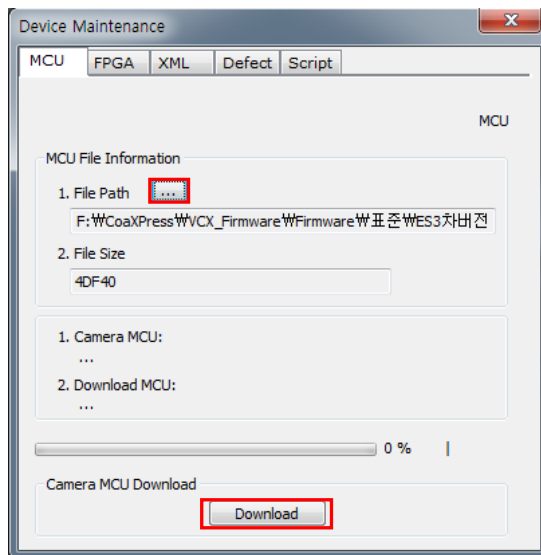 Device Maintenance
MCU FPGA XML Defect Script
MCU
MCU File Information
1. File Path ...
F:₩CoaXPress₩VCX_Firmware₩Firmware₩표준₩ES3차버전
2. File Size
4DF40
1. Camera MCU:
...
2. Download MCU:
...
0 %
Camera MCU Download
Download